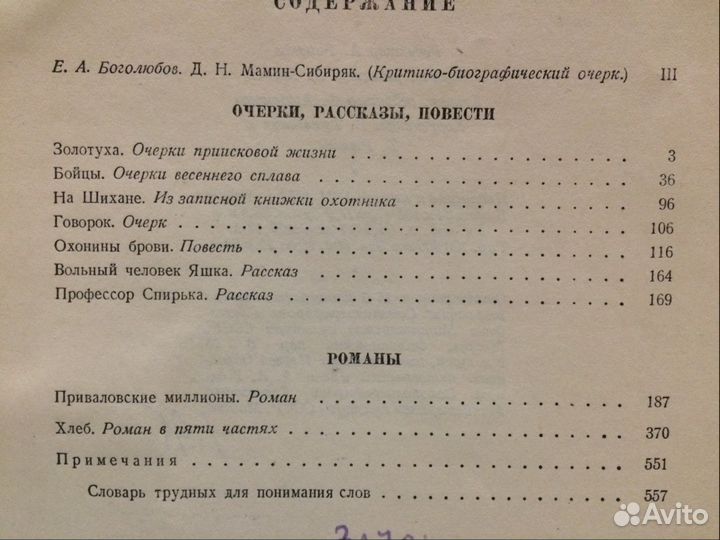 СОДЕРЖАНИЕ
Е. А. Боголюбов. Д. Н. Мамин-Сибиряк. (Критико-биографический очерк.) III
ОЧЕРКИ, РАССКАЗЫ, ПОВЕСТИ
Золотуха. Очерки приисковой жизни . . . . . . . . . . . . . . . . 3
Бойцы. Очерки весеннего сплава . . . . . . . . . . . . . . . . . . 36
На Шихане. Из записной книжки охотника . . . . . . . . . . . . 96
Говорок. Очерк . . . . . . . . . . . . . . . . . . . . . . . . . 106
Охонины брови. Повесть . . . . . . . . . . . . . . . . . . . . . 116
Вольный человек Яшка. Рассказ . . . . . . . . . . . . . . . . . 164
Профессор Спирька. Рассказ . . . . . . . . . . . . . . . . . . . 169
РОМАНЫ
Приваловские миллионы. Роман . . . . . . . . . . . . . . . . . 187
Хлеб. Роман в пяти частях . . . . . . . . . . . . . . . . . . . 370
Примечания . . . . . . . . . . . . . . . . . . . . . . . . . 551
Словарь трудных для понимания слов . . . . . . . . . . . . . . 557
Avito